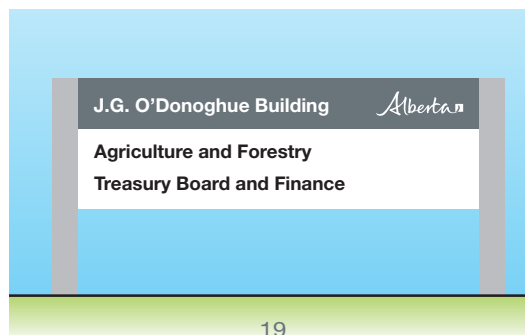 J.G. O’Donoghue Building Alberta
Agriculture and Forestry
Treasury Board and Finance
19